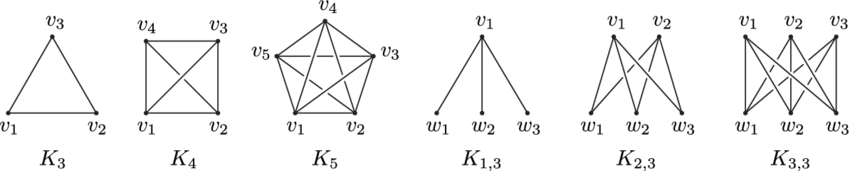 v₃
v₁ v₂
K₃
v₄ v₃
v₁ v₂
K₄
v₄
v₅ v₃
v₁ v₂
K₅
v₁
w₁ w₂ w₃
K₁,₃
v₁ v₂
w₁ w₂ w₃
K₂,₃
v₁ v₂ v₃
w₁ w₂ w₃
K₃,₃